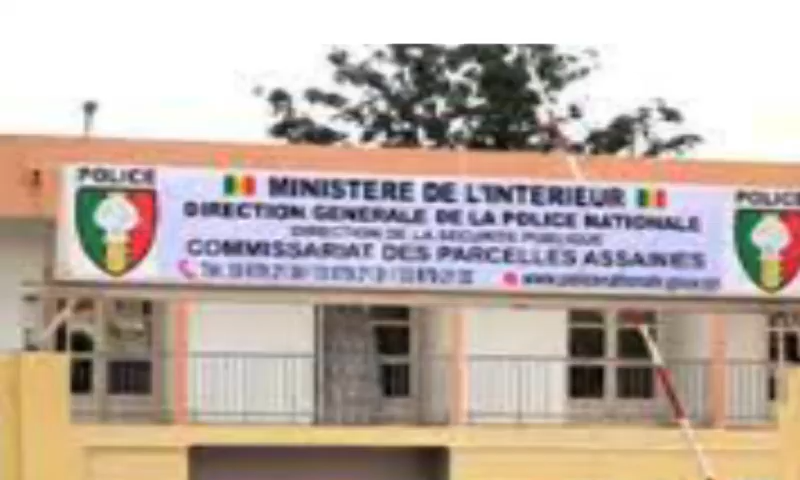 POLICE
MINISTERE DE L'INTERIEUR
DIRECTION GENERALE DE LA POLICE NATIONALE
DIRECTION DE LA SECURITE PUBLIQUE
COMMISSARIAT DES PARCELLES ASSAINIES
Tél:
POLICE